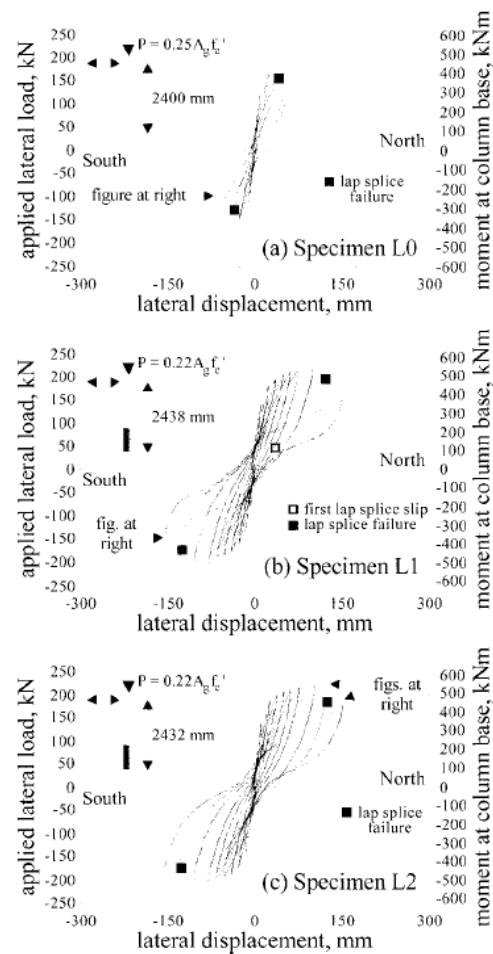 applied lateral load, kN
250
200
150
100
50
0
-50
-100
-150
-200
-250
P = 0.25Agfc'
2400 mm
South
North
figure at right
lap splice
failure
(a) Specimen L0
600
500
400
300
200
100
0
-100
-200
-300
-400
-500
-600
moment at column base, kNm
-300 -150 0 150 300
lateral displacement, mm
applied lateral load, kN
250
200
150
100
50
0
-50
-100
-150
-200
-250
P = 0.22Agfc'
2438 mm
South
North
fig. at
right
first lap splice slip
lap splice failure
(b) Specimen L1
600
500
400
300
200
100
0
-100
-200
-300
-400
-500
-600
moment at column base, kNm
-300 -150 0 150 300
lateral displacement, mm
applied lateral load, kN
250
200
150
100
50
0
-50
-100
-150
-200
-250
P = 0.22Agfc'
2432 mm
figs. at
right
South
North
lap splice
failure
(c) Specimen L2
600
500
400
300
200
100
0
-100
-200
-300
-400
-500
-600
moment at column base, kNm
-300 -150 0 150 300
lateral displacement, mm